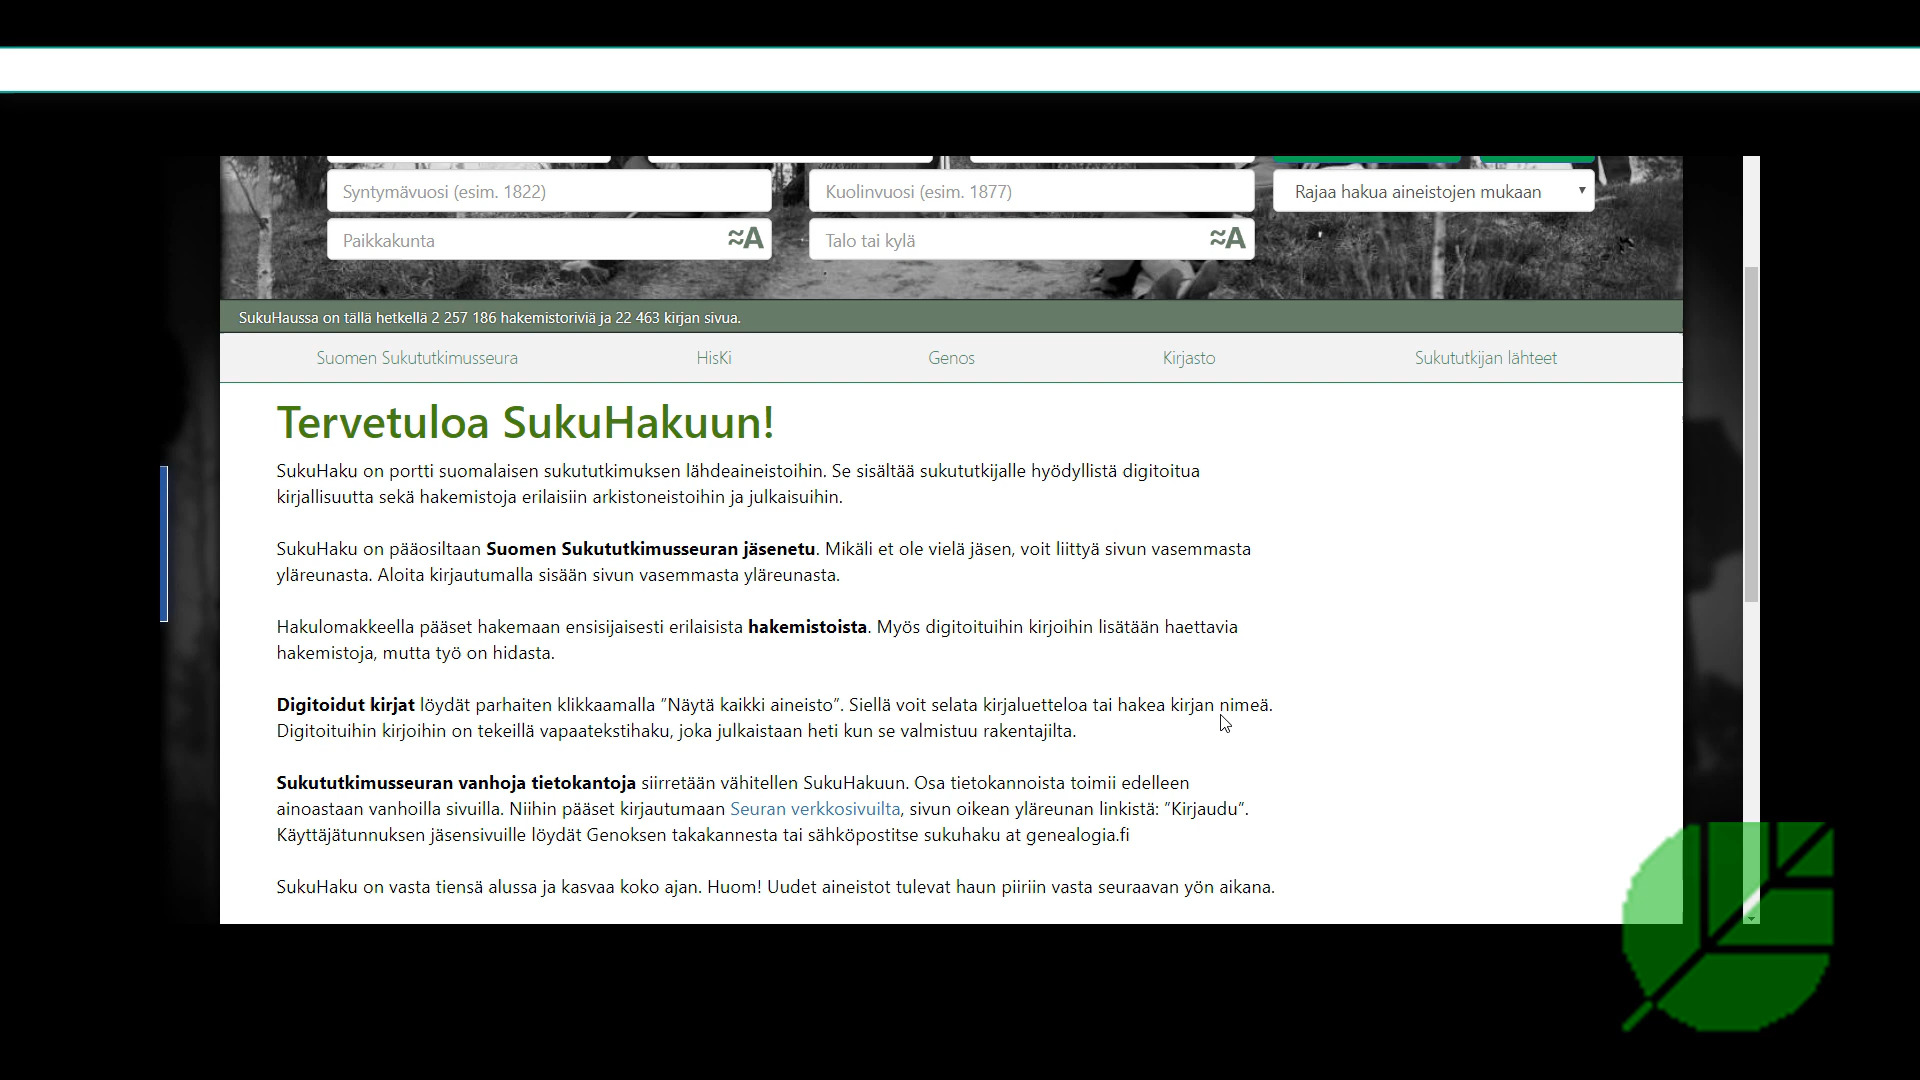 Syntymävuosi (esim. 1822)
Kuolinvuosi (esim. 1877)
Rajaa hakua aineistojen mukaan
Paikkakunta
≈A
Talo tai kylä
≈A
SukuHaussa on tällä hetkellä 2 257 186 hakemistoriviä ja 22 463 kirjan sivua.
Suomen Sukututkimusseura
HisKi
Genos
Kirjasto
Sukututkijan lähteet
Tervetuloa SukuHakuun!
SukuHaku on portti suomalaisen sukututkimuksen lähdeaineistoihin. Se sisältää sukututkijalle hyödyllistä digitoitua
kirjallisuutta sekä hakemistoja erilaisiin arkistoneistoihin ja julkaisuihin.
SukuHaku on pääosiltaan Suomen Sukututkimusseuran jäsenetu. Mikäli et ole vielä jäsen, voit liittyä sivun vasemmasta
yläreunasta. Aloita kirjautumalla sisään sivun vasemmasta yläreunasta.
Hakulomakkeella pääset hakemaan ensisijaisesti erilaisista hakemistoista. Myös digitoituihin kirjoihin lisätään haettavia
hakemistoja, mutta työ on hidasta.
Digitoidut kirjat löydät parhaiten klikkaamalla ”Näytä kaikki aineisto”. Siellä voit selata kirjaluetteloa tai hakea kirjan nimeä.
Digitoituihin kirjoihin on tekeillä vapaatekstihaku, joka julkaistaan heti kun se valmistuu rakentajilta.
Sukututkimusseuran vanhoja tietokantoja siirretään vähitellen SukuHakuun. Osa tietokannoista toimii edelleen
ainoastaan vanhoilla sivuilla. Niihin pääset kirjautumaan Seuran verkkosivuilta, sivun oikean yläreunan linkistä: ”Kirjaudu”.
Käyttäjätunnuksen jäsensivuille löydät Genoksen takakannesta tai sähköpostitse sukuhaku at genealogia.fi
SukuHaku on vasta tiensä alussa ja kasvaa koko ajan. Huom! Uudet aineistot tulevat haun piiriin vasta seuraavan yön aikana.